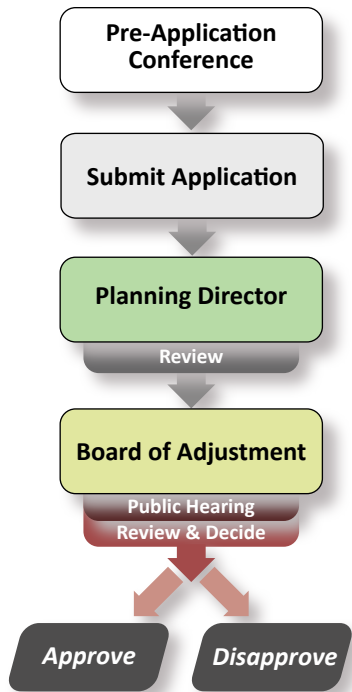 Pre-Application
Conference
Submit Application
Planning Director
Review
Board of Adjustment
Public Hearing
Review & Decide
Approve
Disapprove